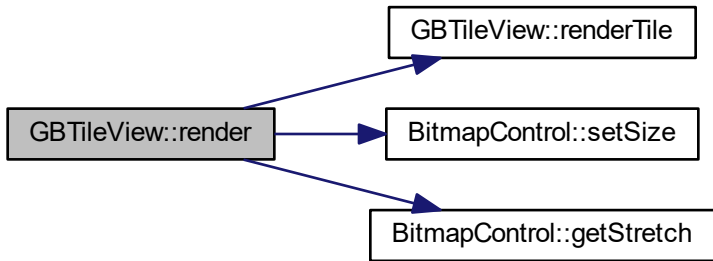 GBTileView::renderTile
GBTileView::render
BitmapControl::setSize
BitmapControl::getStretch